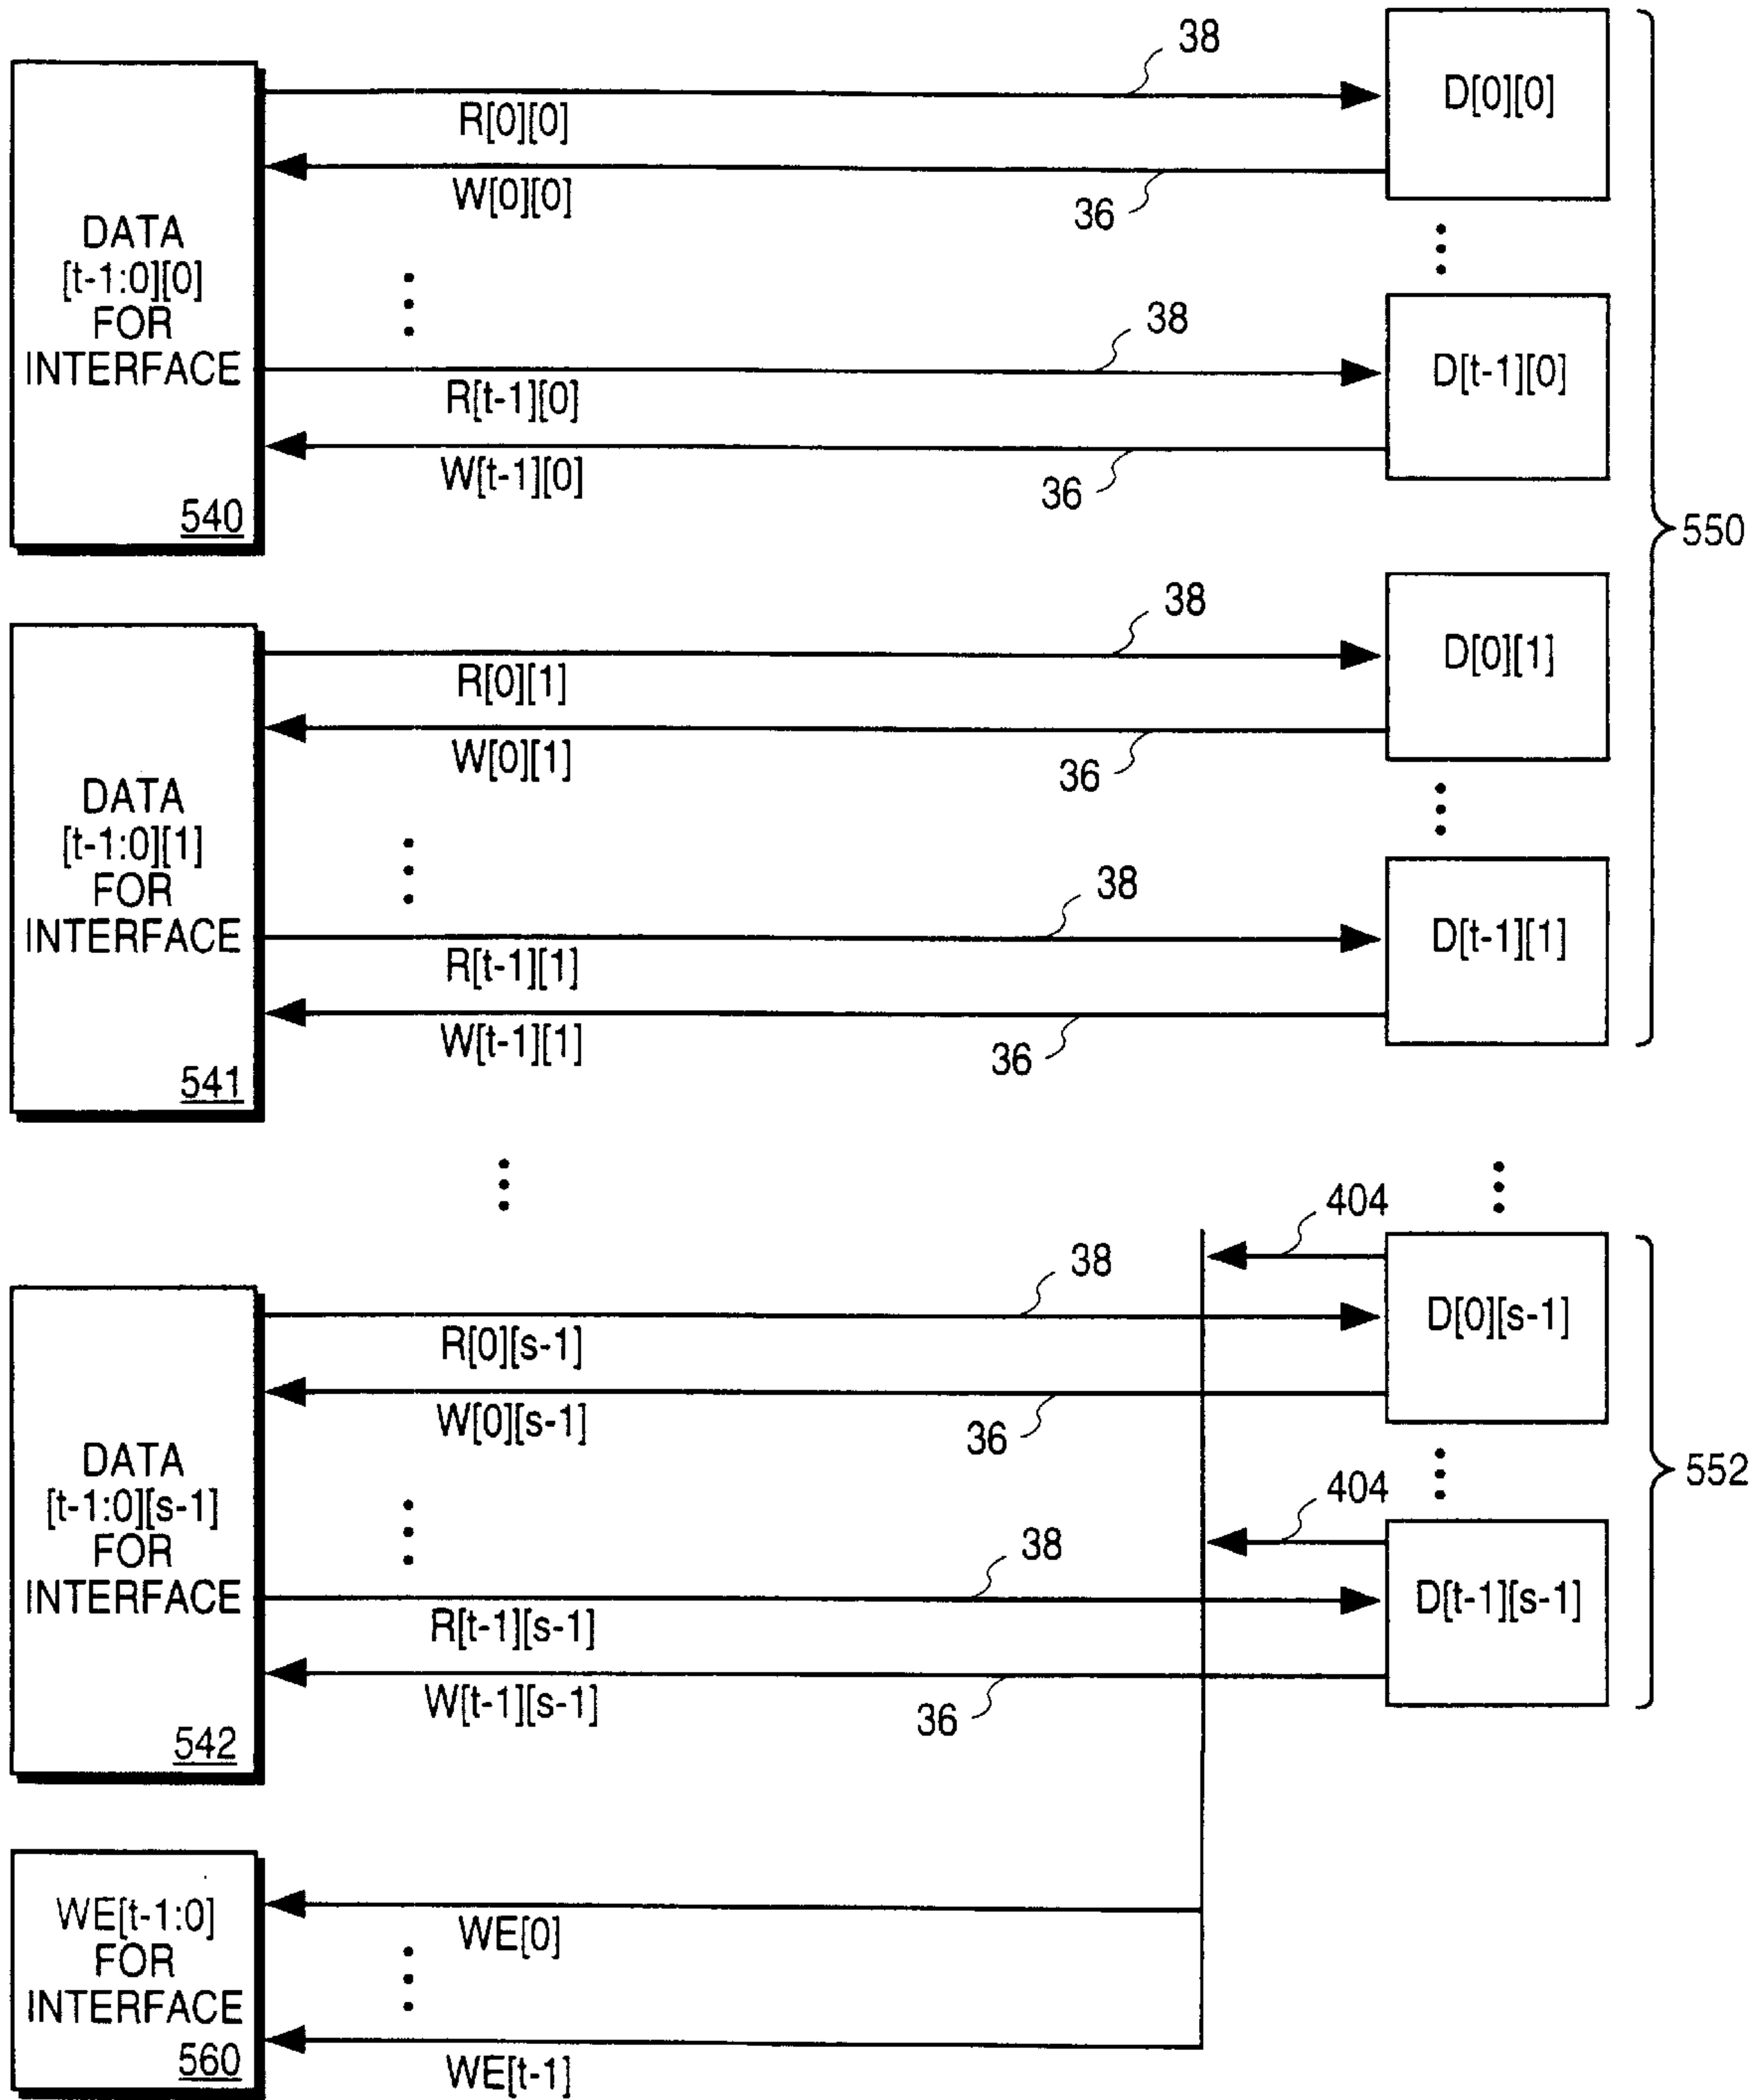 38
D[0][0]
R[0][0]
W[0][0]
36
DATA
[t-1:0][0]
FOR
INTERFACE
540
38
D[t-1][0]
R[t-1][0]
W[t-1][0]
36
550
38
D[0][1]
R[0][1]
W[0][1]
36
DATA
[t-1:0][1]
FOR
INTERFACE
541
38
D[t-1][1]
R[t-1][1]
W[t-1][1]
36
404
38
D[0][s-1]
R[0][s-1]
W[0][s-1]
36
DATA
[t-1:0][s-1]
FOR
INTERFACE
542
404
552
38
D[t-1][s-1]
R[t-1][s-1]
W[t-1][s-1]
36
WE[t-1:0]
FOR
INTERFACE
560
WE[0]
WE[t-1]